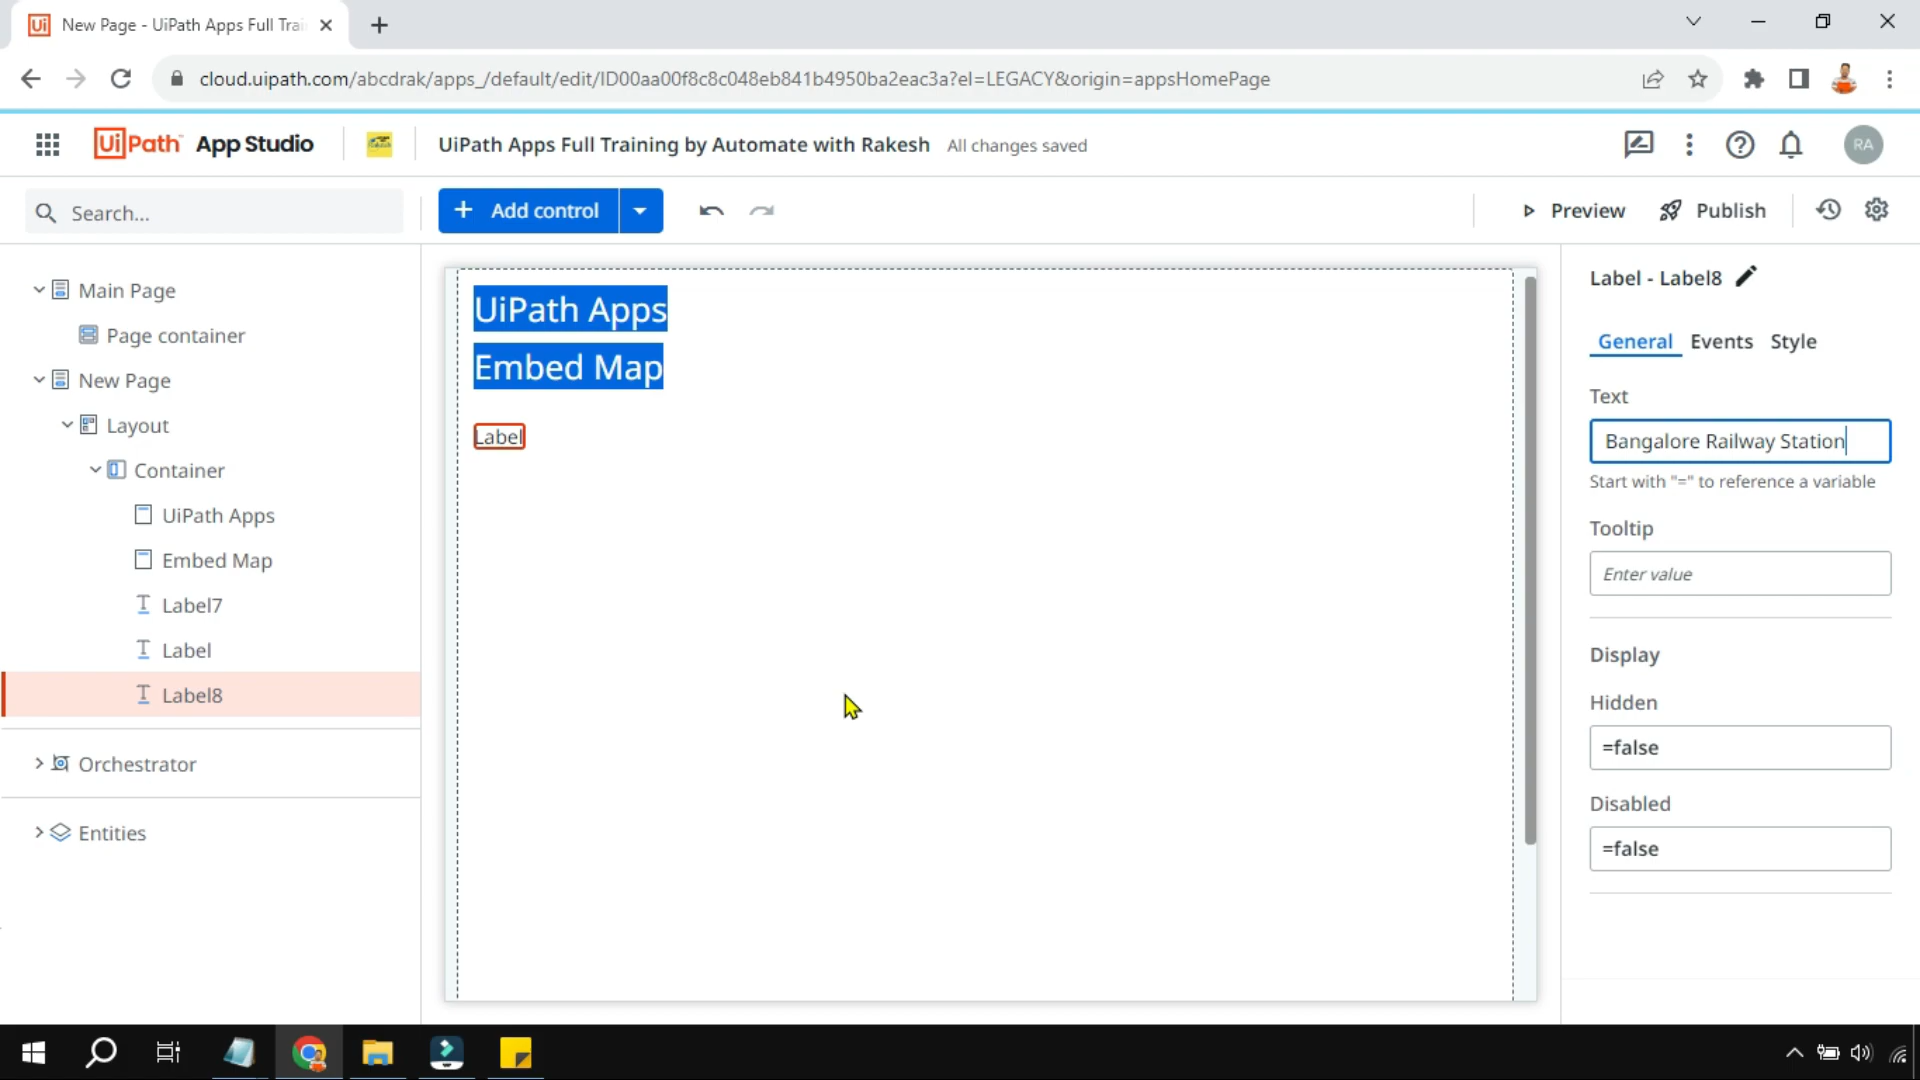 New Page - UiPath Apps Full Trai
cloud.uipath.com/abcdrak/apps_/default/edit/ID00aa00f8c8c048eb841b4950ba2eac3a?el=LEGACY&origin=appsHomePage
UiPath App Studio
UiPath Apps Full Training by Automate with Rakesh All changes saved
RA
Search...
+ Add control
Preview
Publish
Main Page
Page container
New Page
Layout
Container
UiPath Apps
Embed Map
Label7
Label
Label8
Orchestrator
Entities
UiPath Apps
Embed Map
Label
Label - Label8
General Events Style
Text
Bangalore Railway Station
Start with "=" to reference a variable
Tooltip
Enter value
Display
Hidden
=false
Disabled
=false